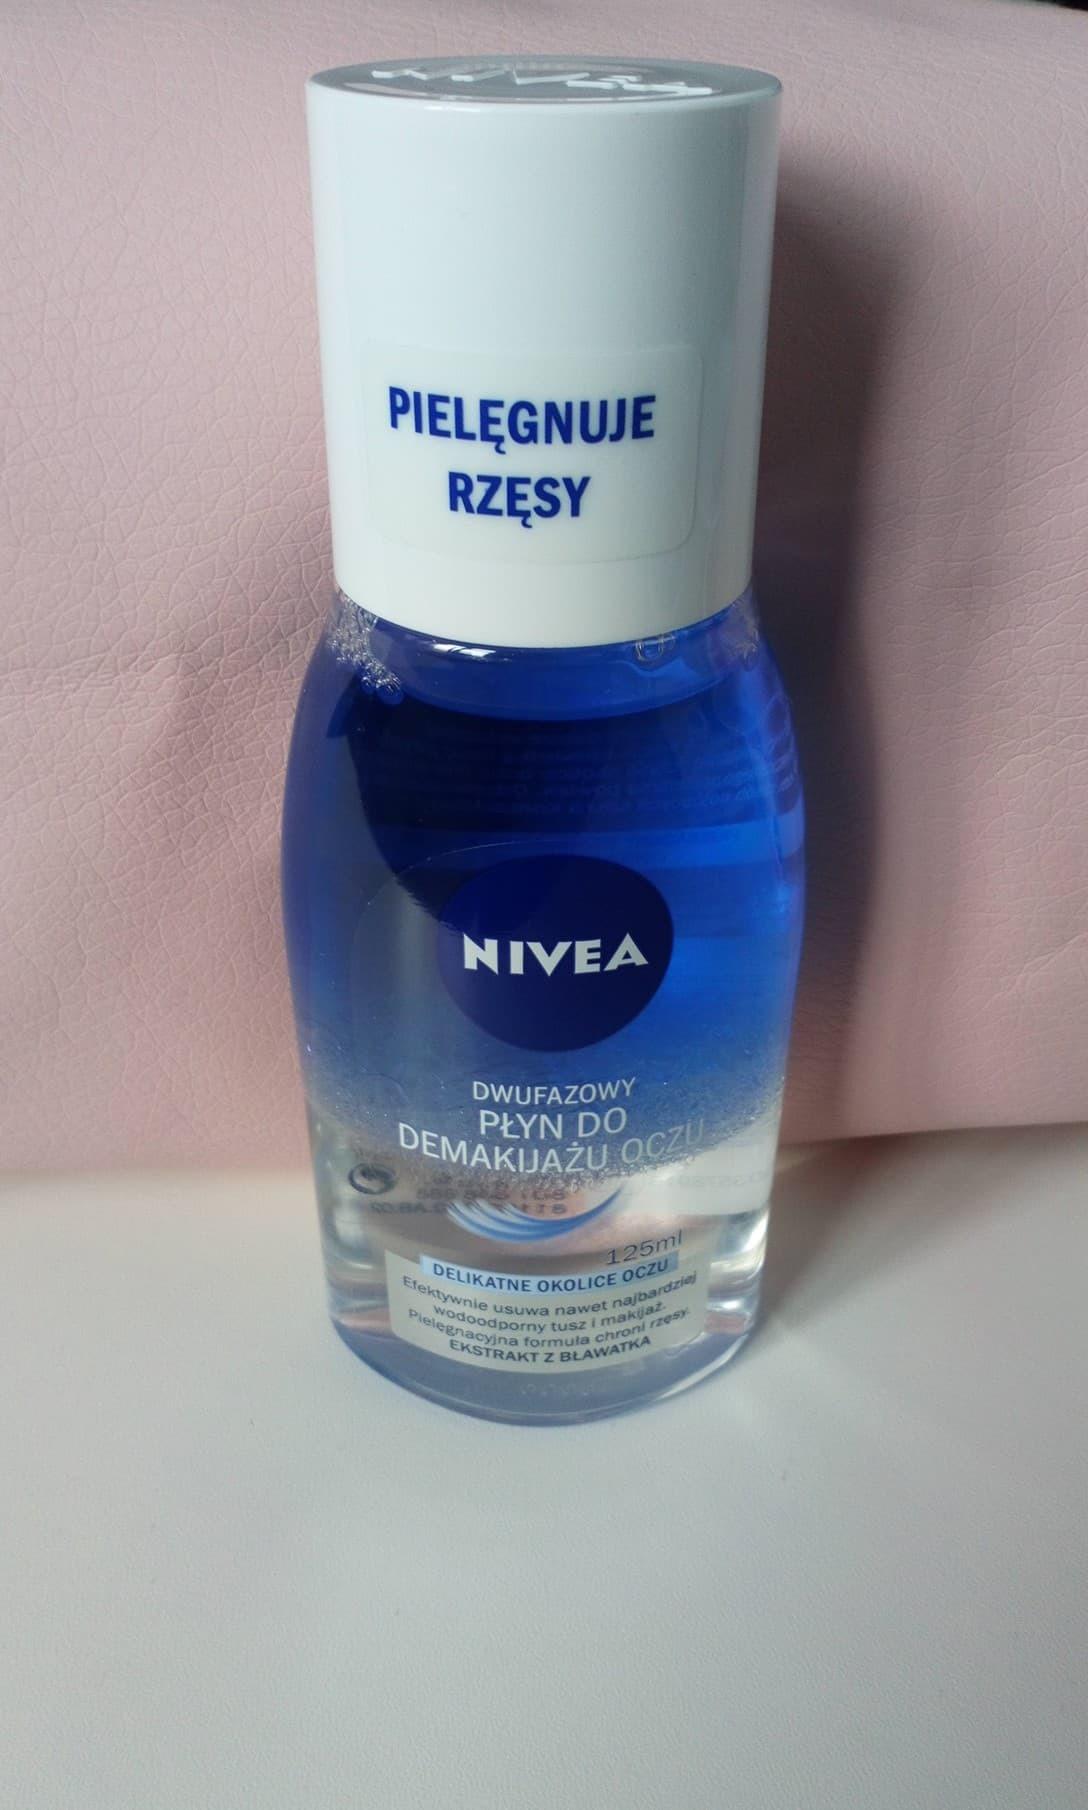 NIVEA
PIELĘGNUJE
RZĘSY
NIVEA
DWUFAZOWY
PŁYN DO
DEMAKIJAŻU OCZU
125ml
DELIKATNE OKOLICE OCZU
Efektywnie usuwa nawet najbardziej
wodoodporny tusz i makijaż.
Pielęgnacyjna formuła chroni rzęsy.
EKSTRAKT Z BŁAWATKA